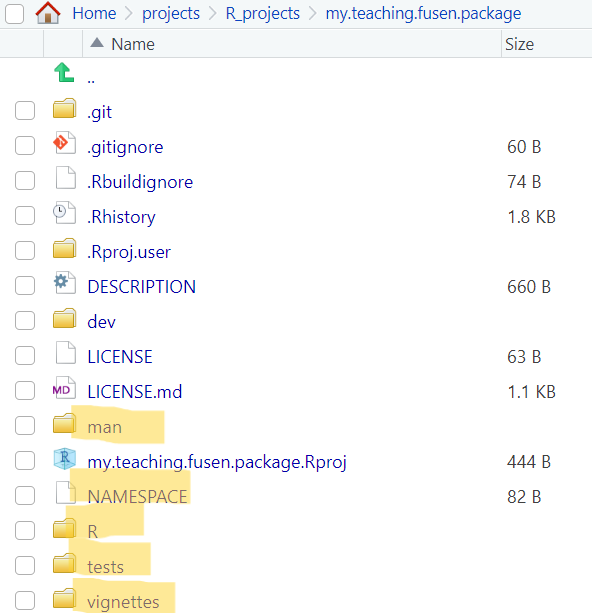 Home > projects > R_projects > my.teaching.fusen.package
Name Size
..
.git
.gitignore 60 B
.Rbuildignore 74 B
.Rhistory 1.8 KB
.Rproj.user
DESCRIPTION 660 B
dev
LICENSE 63 B
MD LICENSE.md 1.1 KB
man
R my.teaching.fusen.package.Rproj 444 B
NAMESPACE 82 B
R
tests
vignettes